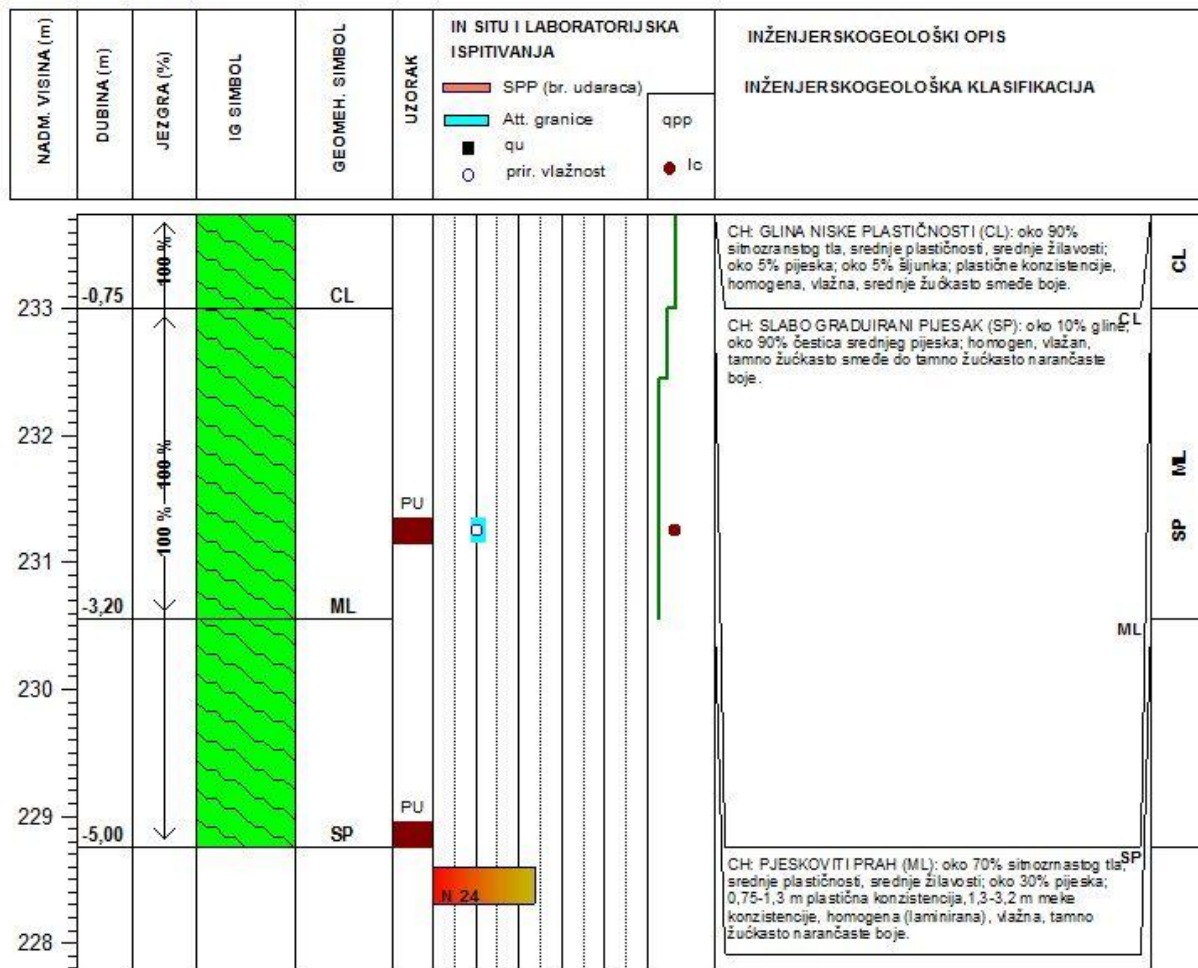 NADM. VISINA (m)
DUBINA (m)
JEZGRA (%)
IG SIMBOL
GEOMEH. SIMBOL
UZORAK
IN SITU I LABORATORIJSKA
ISPITIVANJA
SPP (br. udaraca)
Att. granice
qu
prir. vlažnost
qpp
Ic
INŽENJERSKOGEOLOŠKI OPIS
INŽENJERSKOGEOLOŠKA KLASIFIKACIJA
100 %
CH: GLINA NISKE PLASTIČNOSTI (CL): oko 90%
sitnozranstog tla, srednje plastičnosti, srednje žilavosti;
oko 5% pijeska; oko 5% šljunka; plastične konzistencije,
homogena, vlažna, srednje žućkasto smeđe boje.
CL
-0,75
CL
233
CL
CH: SLABO GRADUIRANI PIJESAK (SP): oko 10% gline;
oko 90% čestica srednjeg pijeska; homogen, vlažan,
tamno žućkasto smeđe do tamno žućkasto narančaste
boje.
232
100 %
ML
PU
100 %
SP
231
-3,20
ML
ML
230
229
PU
-5,00
SP
SP
CH: PJESKOVITI PRAH (ML): oko 70% sitnozrnastog tla,
srednje plastičnosti, srednje žilavosti; oko 30% pijeska;
0,75-1,3 m plastična konzistencija, 1,3-3,2 m meke
konzistencije, homogena (laminirana), vlažna, tamno
žućkasto narančaste boje.
N 24
228